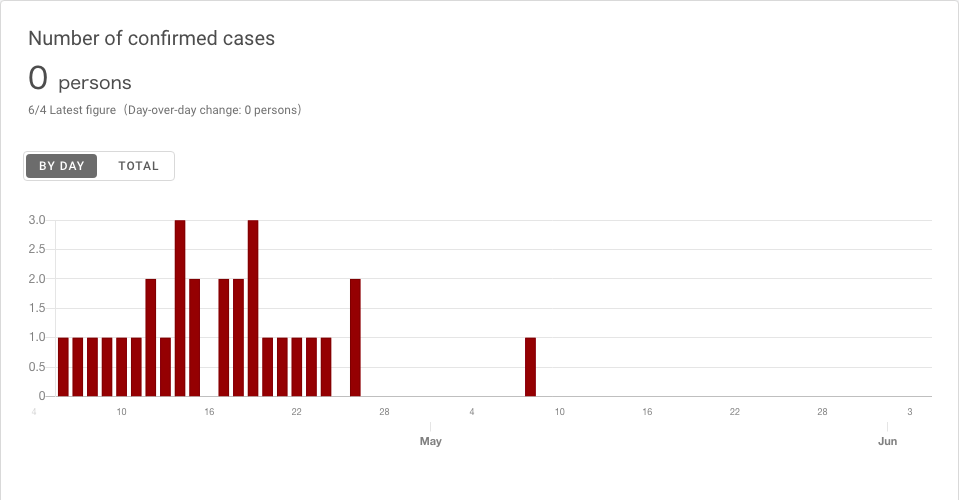 Number of confirmed cases
0 persons
6/4 Latest figure（Day-over-day change: 0 persons）
BY DAY TOTAL
3.0
2.5
2.0
1.5
1.0
0.5
0
4 10 16 22 28 4 10 16 22 28 3
May Jun